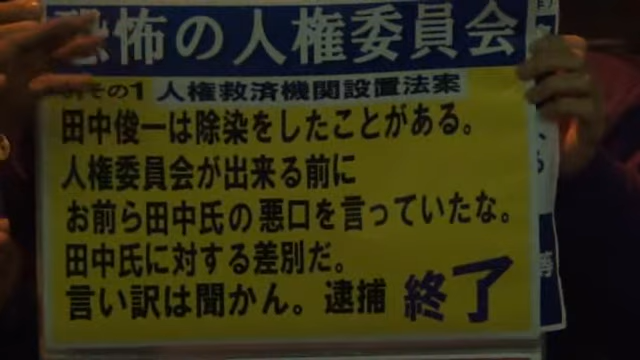 恐怖の人権委員会
その1 人権救済機関設置法案
田中俊一は除染をしたことがある。
人権委員会が出来る前に
お前ら田中氏の悪口を言っていたな。
田中氏に対する差別だ。
言い訳は聞かん。逮捕 終了